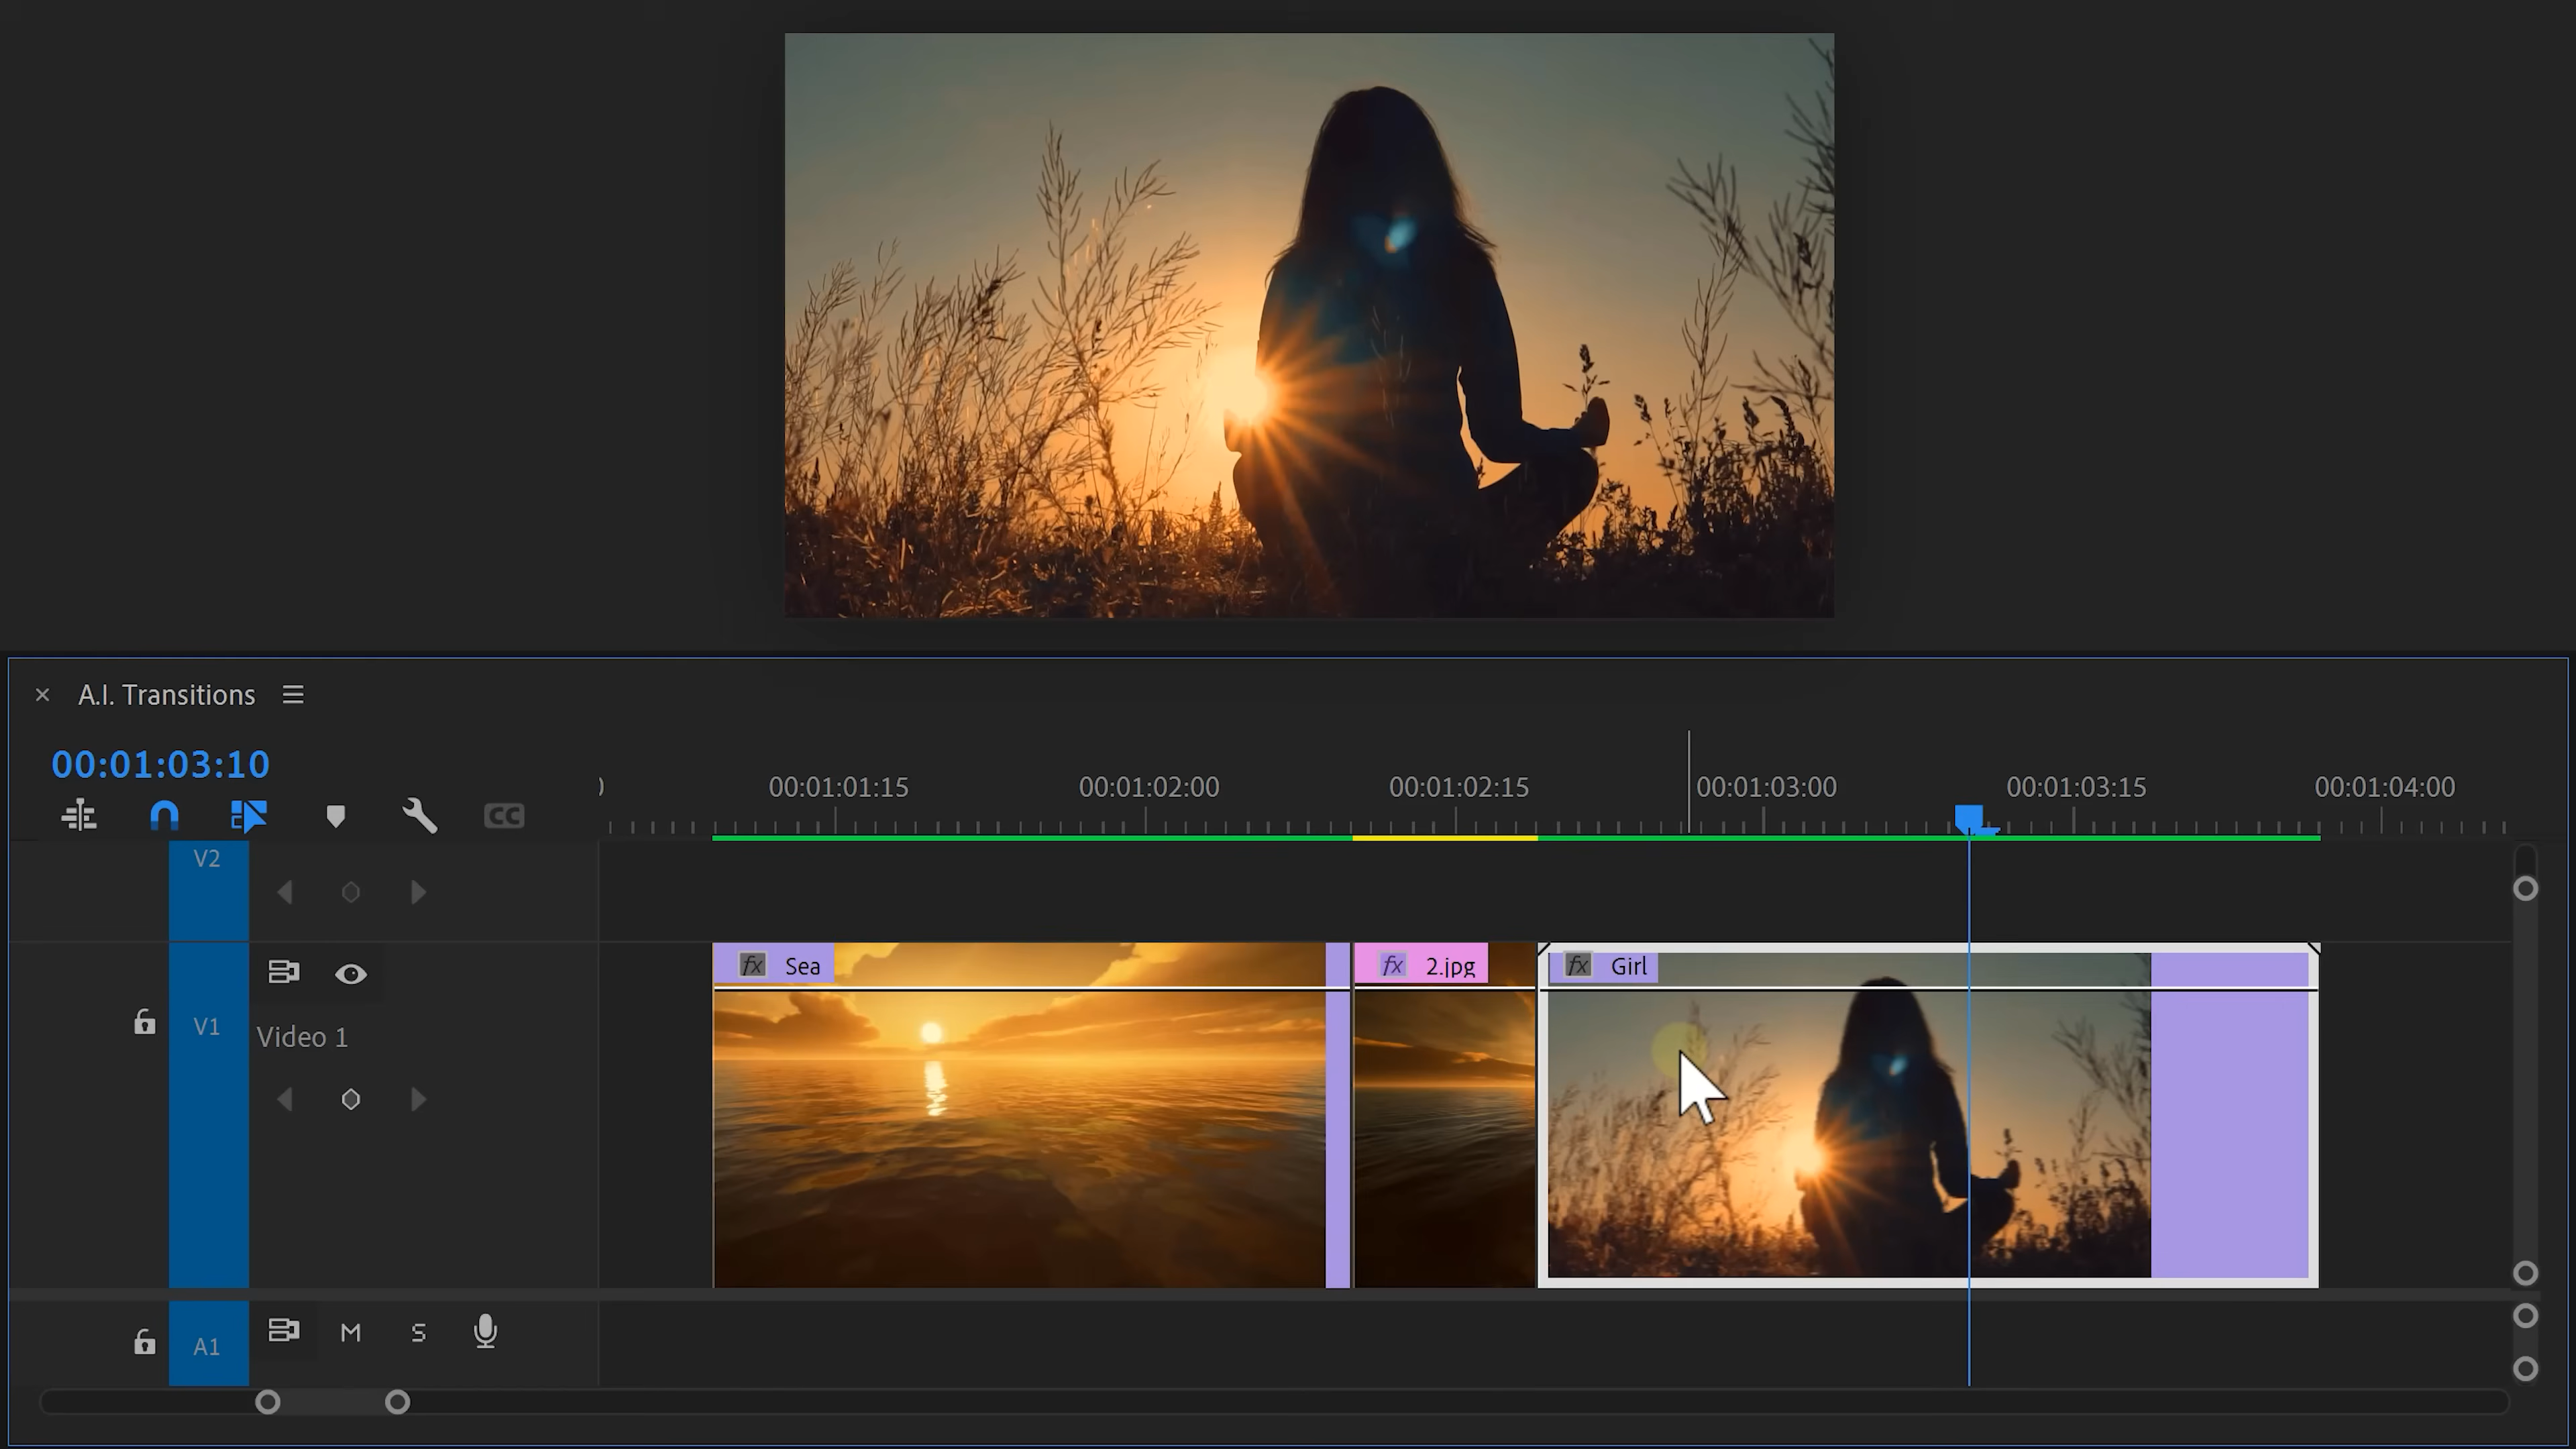 A.I. Transitions
00:01:03:10
00:01:01:15 00:01:02:00 00:01:02:15 00:01:03:00 00:01:03:15 00:01:04:00
CC
V2
fx Sea fx 2.jpg fx Girl
V1
Video 1
A1 M S